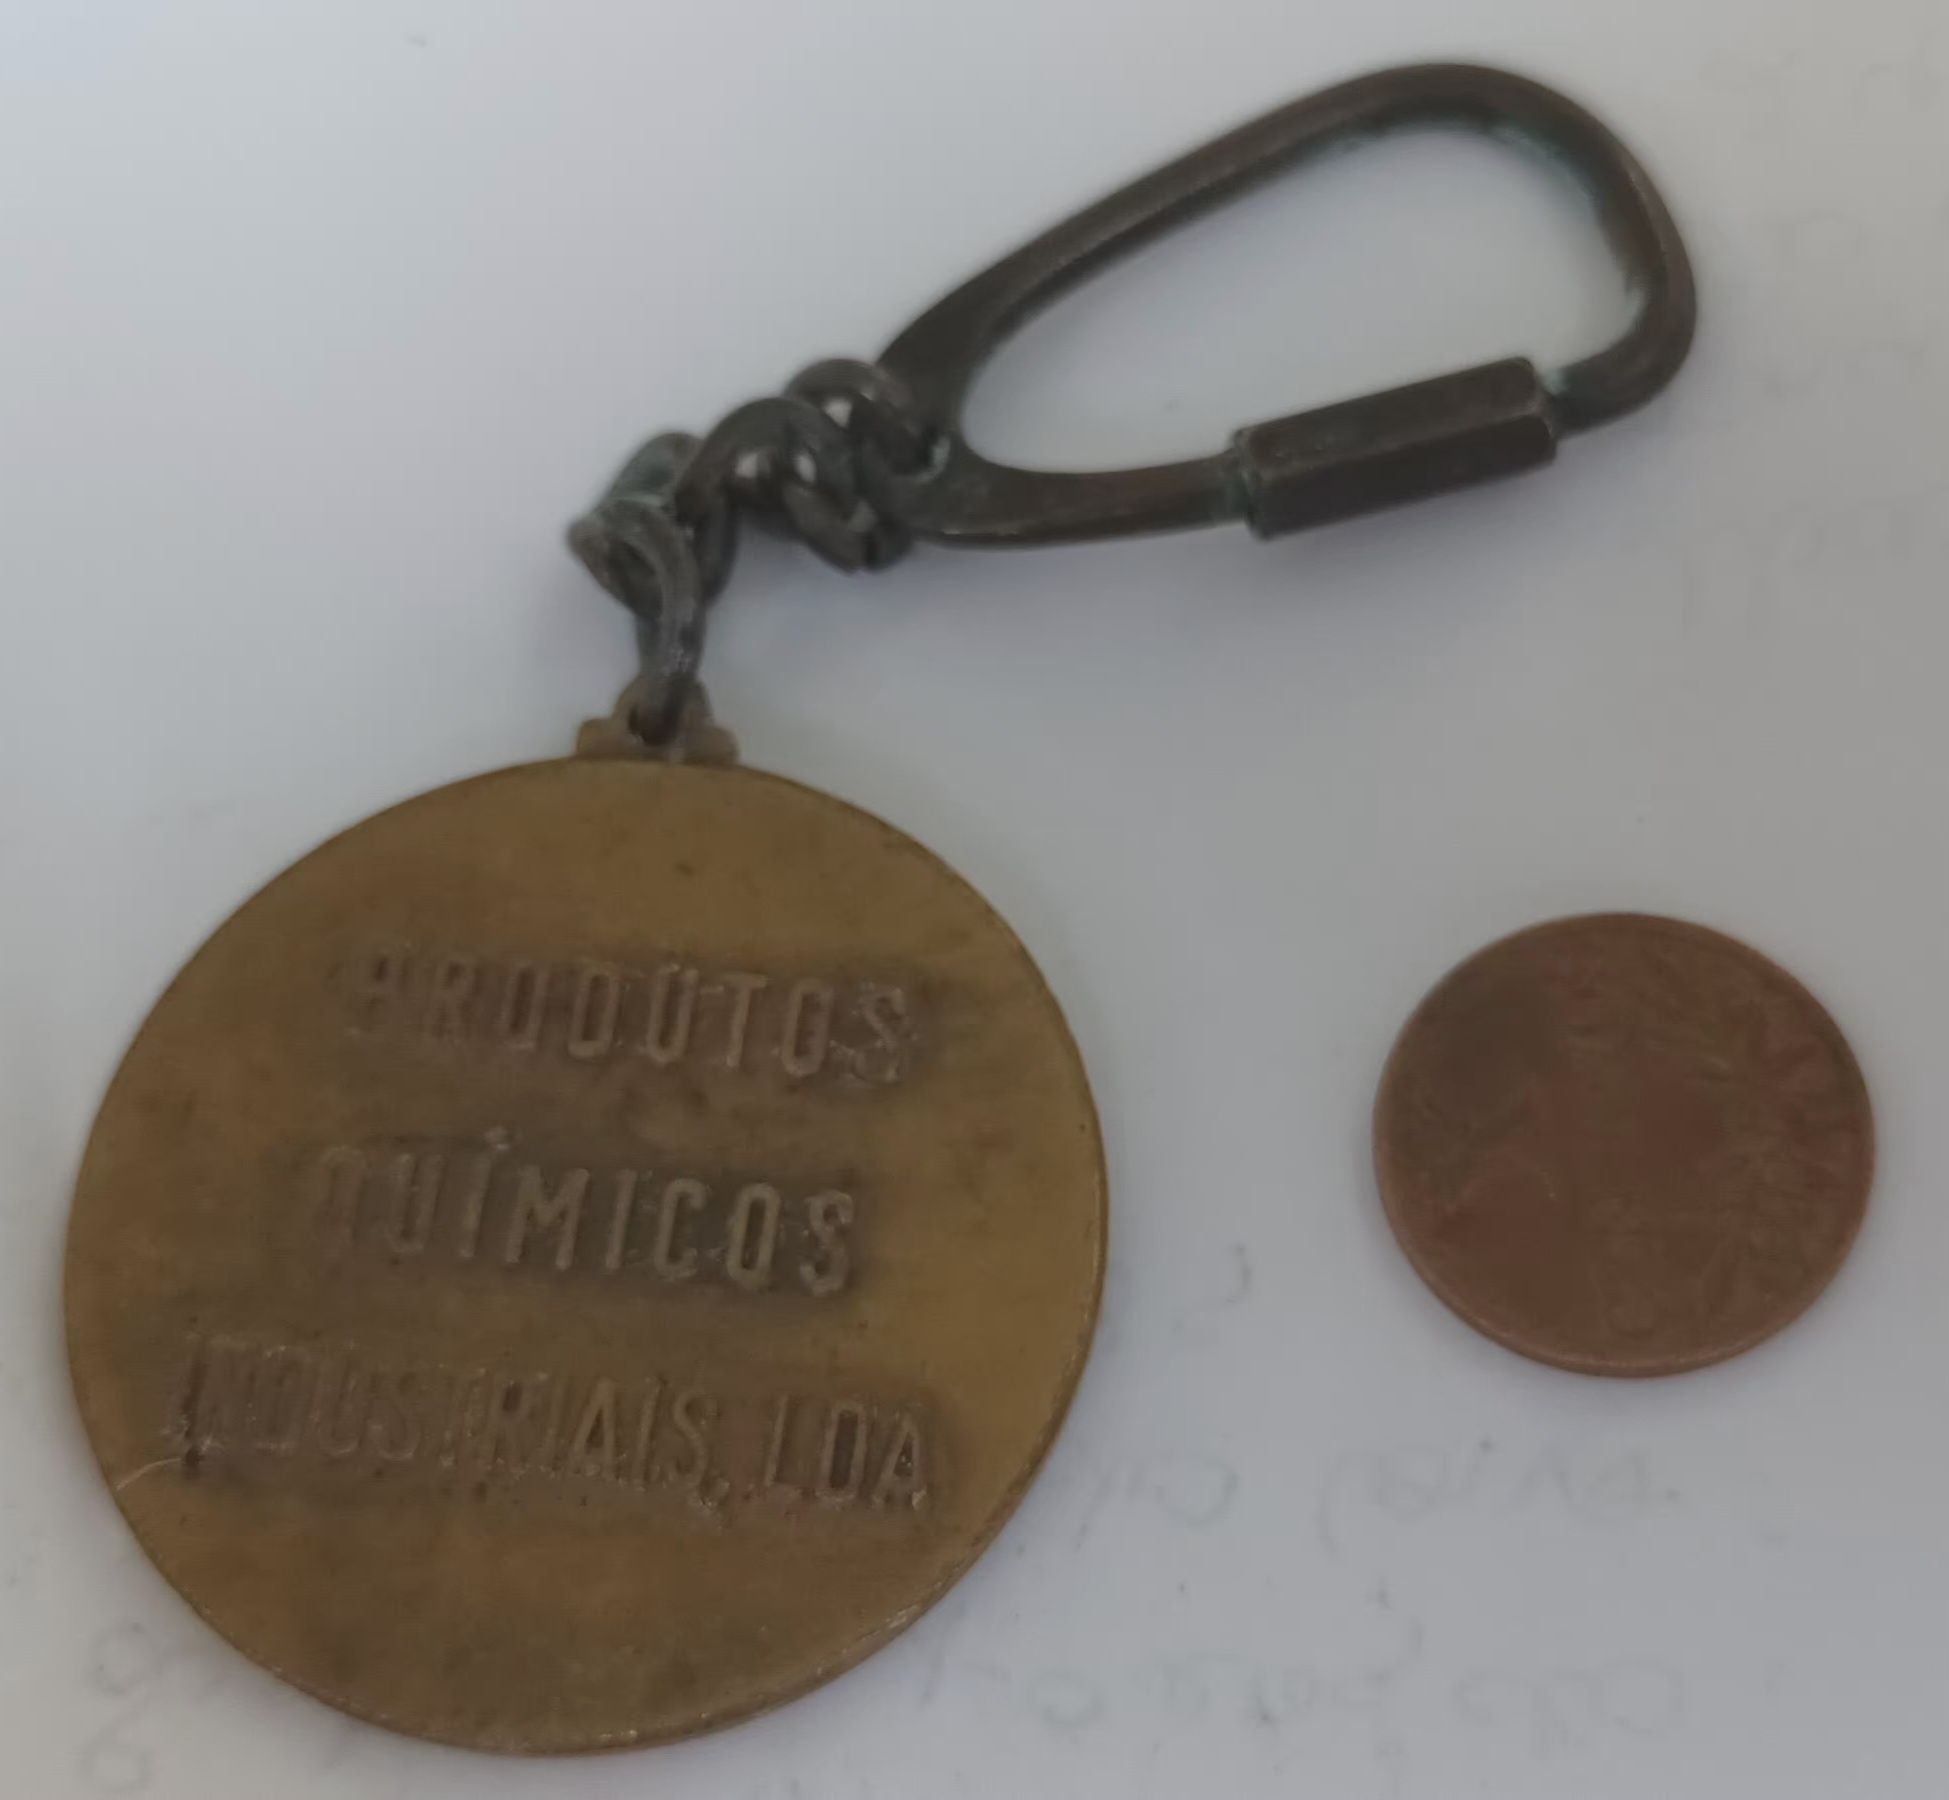 PRODUTOS
QUÍMICOS
INDUSTRIAIS, LDA